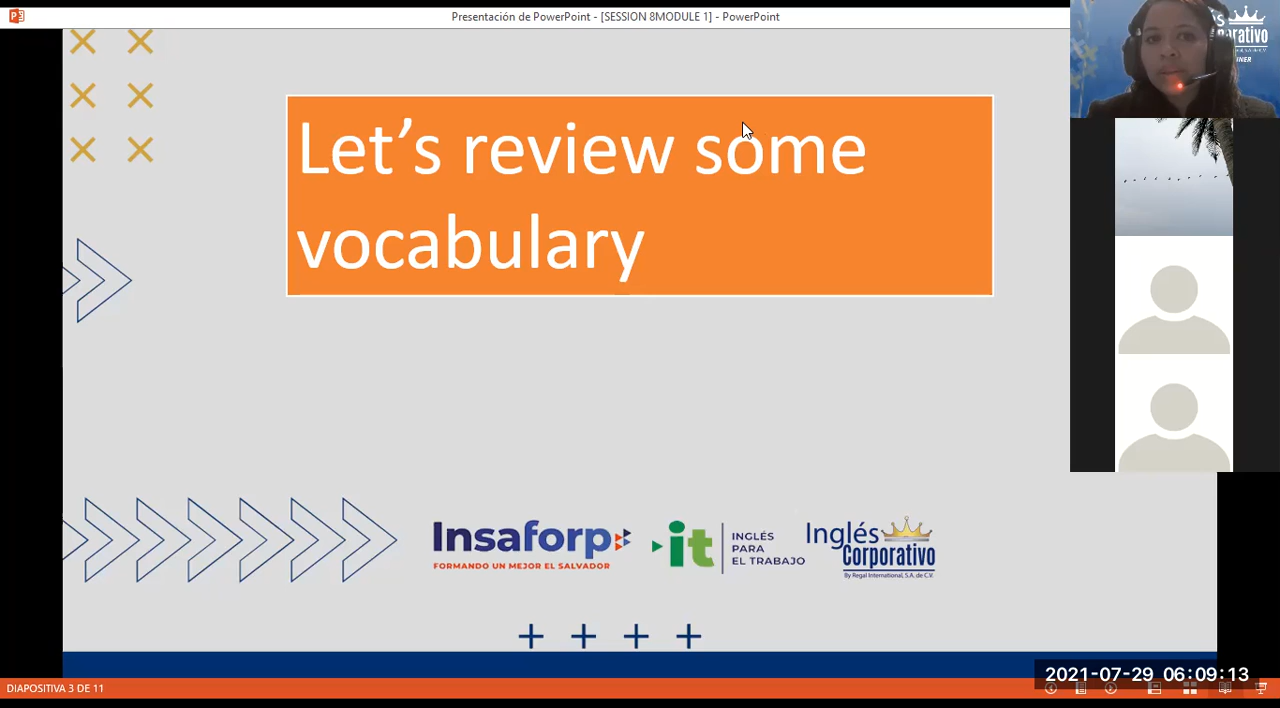 Presentación de PowerPoint - [SESSION 8MODULE 1] - PowerPoint
Let’s review some
vocabulary
Insaforp
FORMANDO UN MEJOR EL SALVADOR
it
INGLÉS
PARA
EL TRABAJO
Inglés
Corporativo
By Regal International, S.A. de C.V.
2021-07-29 06:09:13
DIAPOSITIVA 3 DE 11